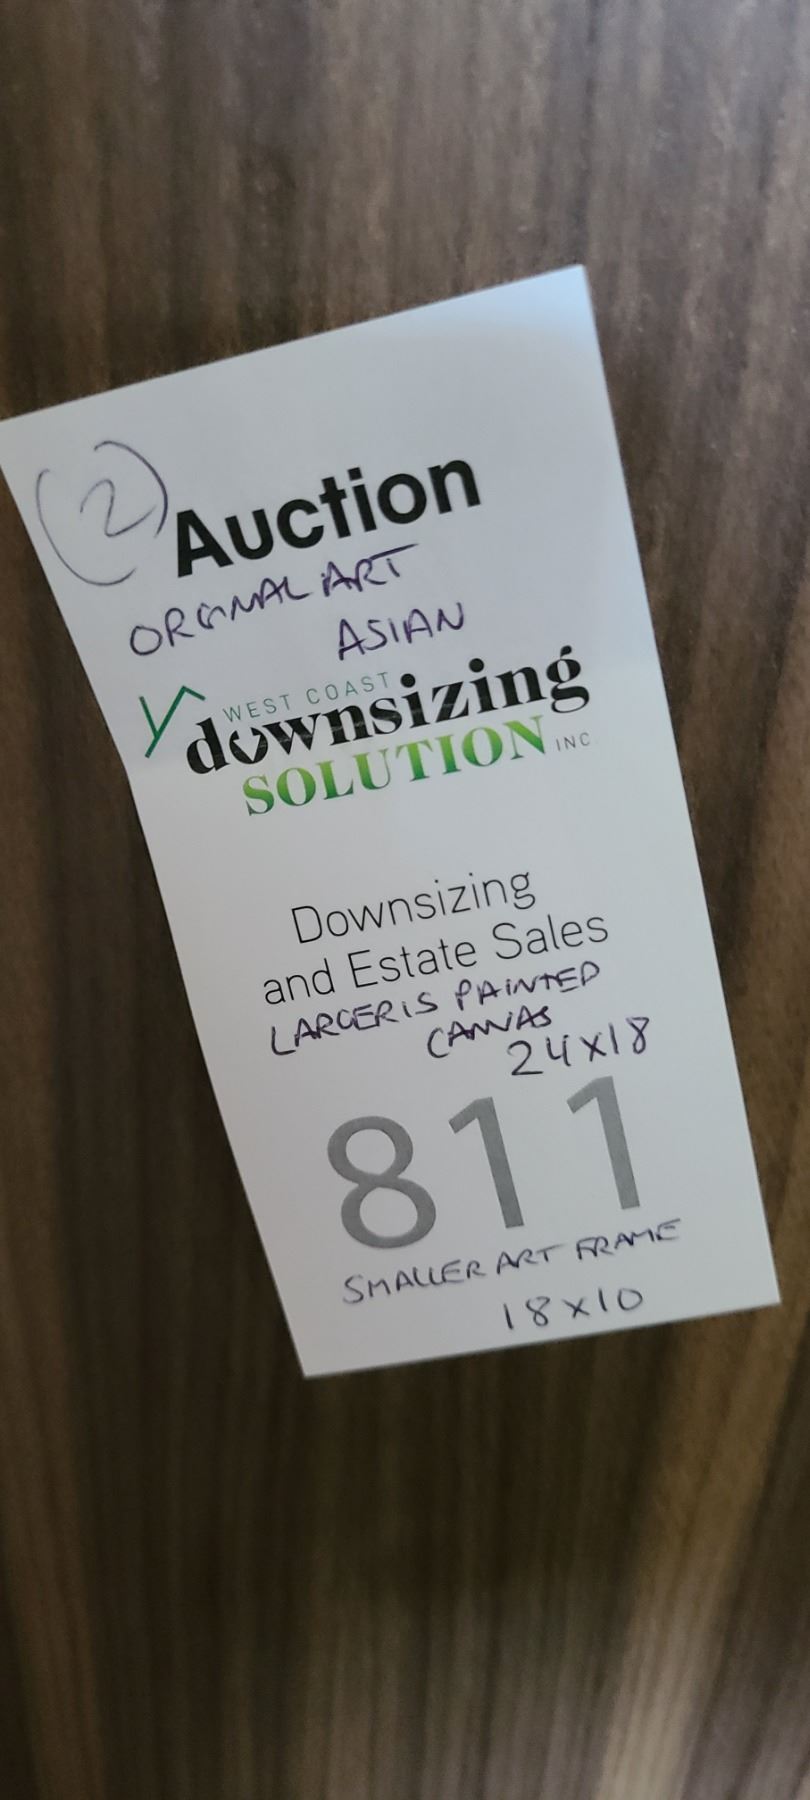 (2)
Auction
ORGINAL ART
ASIAN
WEST COAST
downsizing
SOLUTION INC
Downsizing
and Estate Sales
LARGER IS PAINTED
CANVAS
24x18
811
SMALLER ART FRAME
18x10